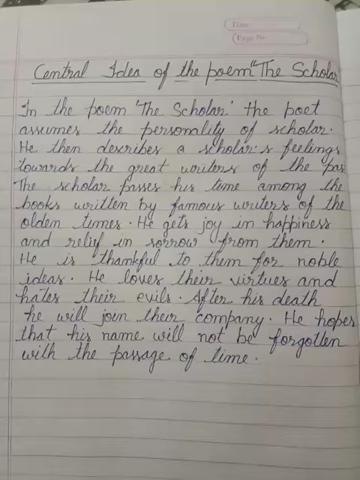 Date:
Page No.
Central Idea of the poem "The Scholar
In the poem 'The Scholar' the poet
assumes the personality of scholar.
He then dexribes a scholar's feelings
towards the great writers of the pas
The scholar passes his time among the
books written by famous writers of the
olden times. He gets joy in happiness
and relief in sorrow from them.
He is thankful to them for noble
ideas. He loves their virtues and
hates their evils. After his death
he will join their company. He hopes
that his name will not be forgotten
with the passage of time.